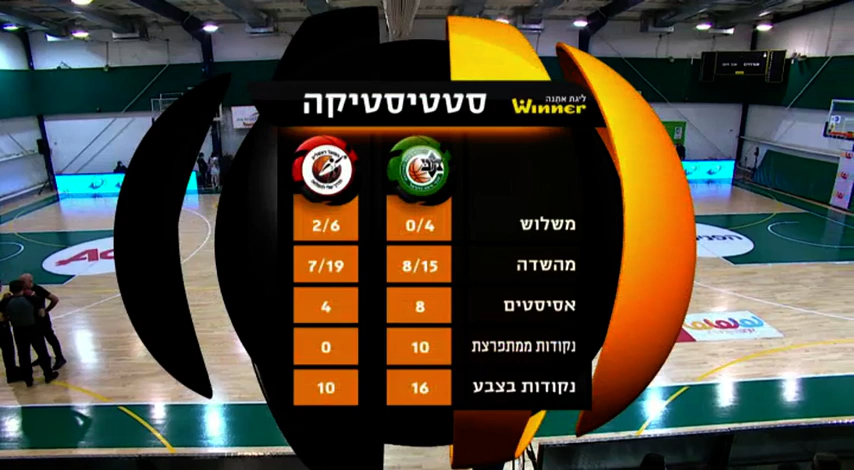 סטטיסטיקה
ליגת אתנה
Winner
משלוש 0/4 2/6
מהשדה 8/15 7/19
אסיסטים 8 4
נקודות ממתפרצת 10 0
נקודות בצבע 16 10